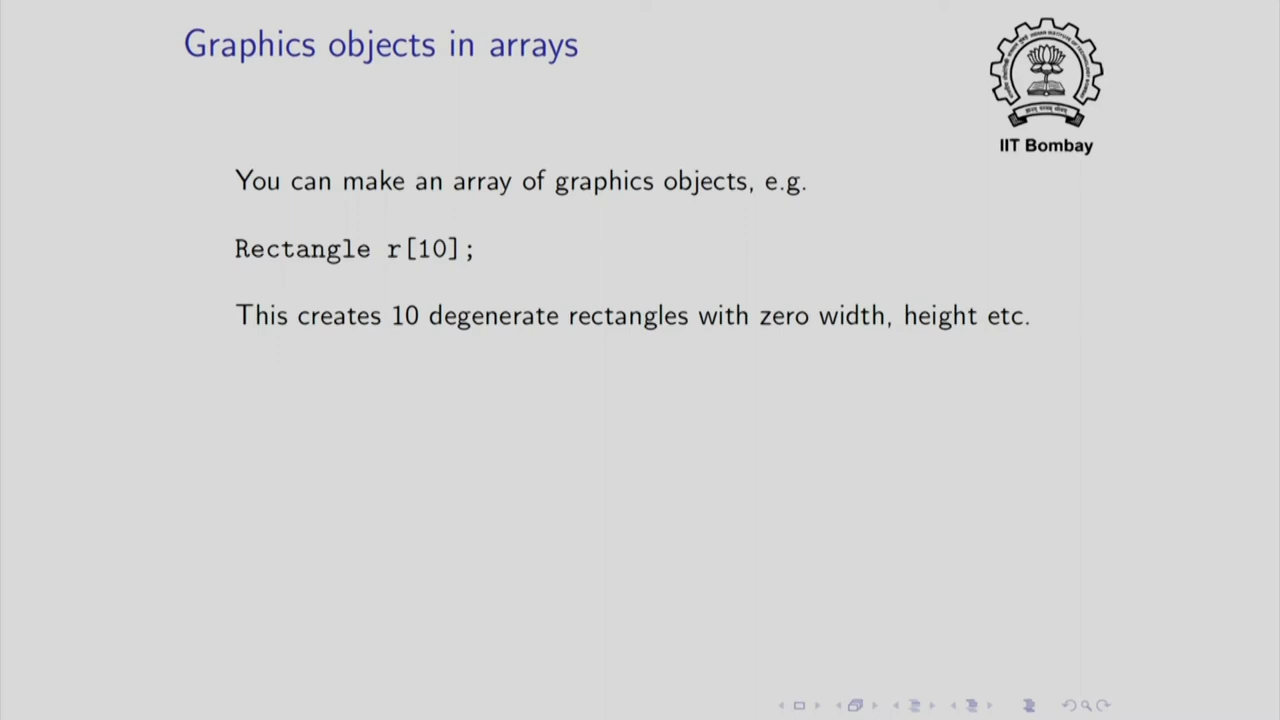 Graphics objects in arrays
IIT Bombay
You can make an array of graphics objects, e.g.
Rectangle r[10];
This creates 10 degenerate rectangles with zero width, height etc.